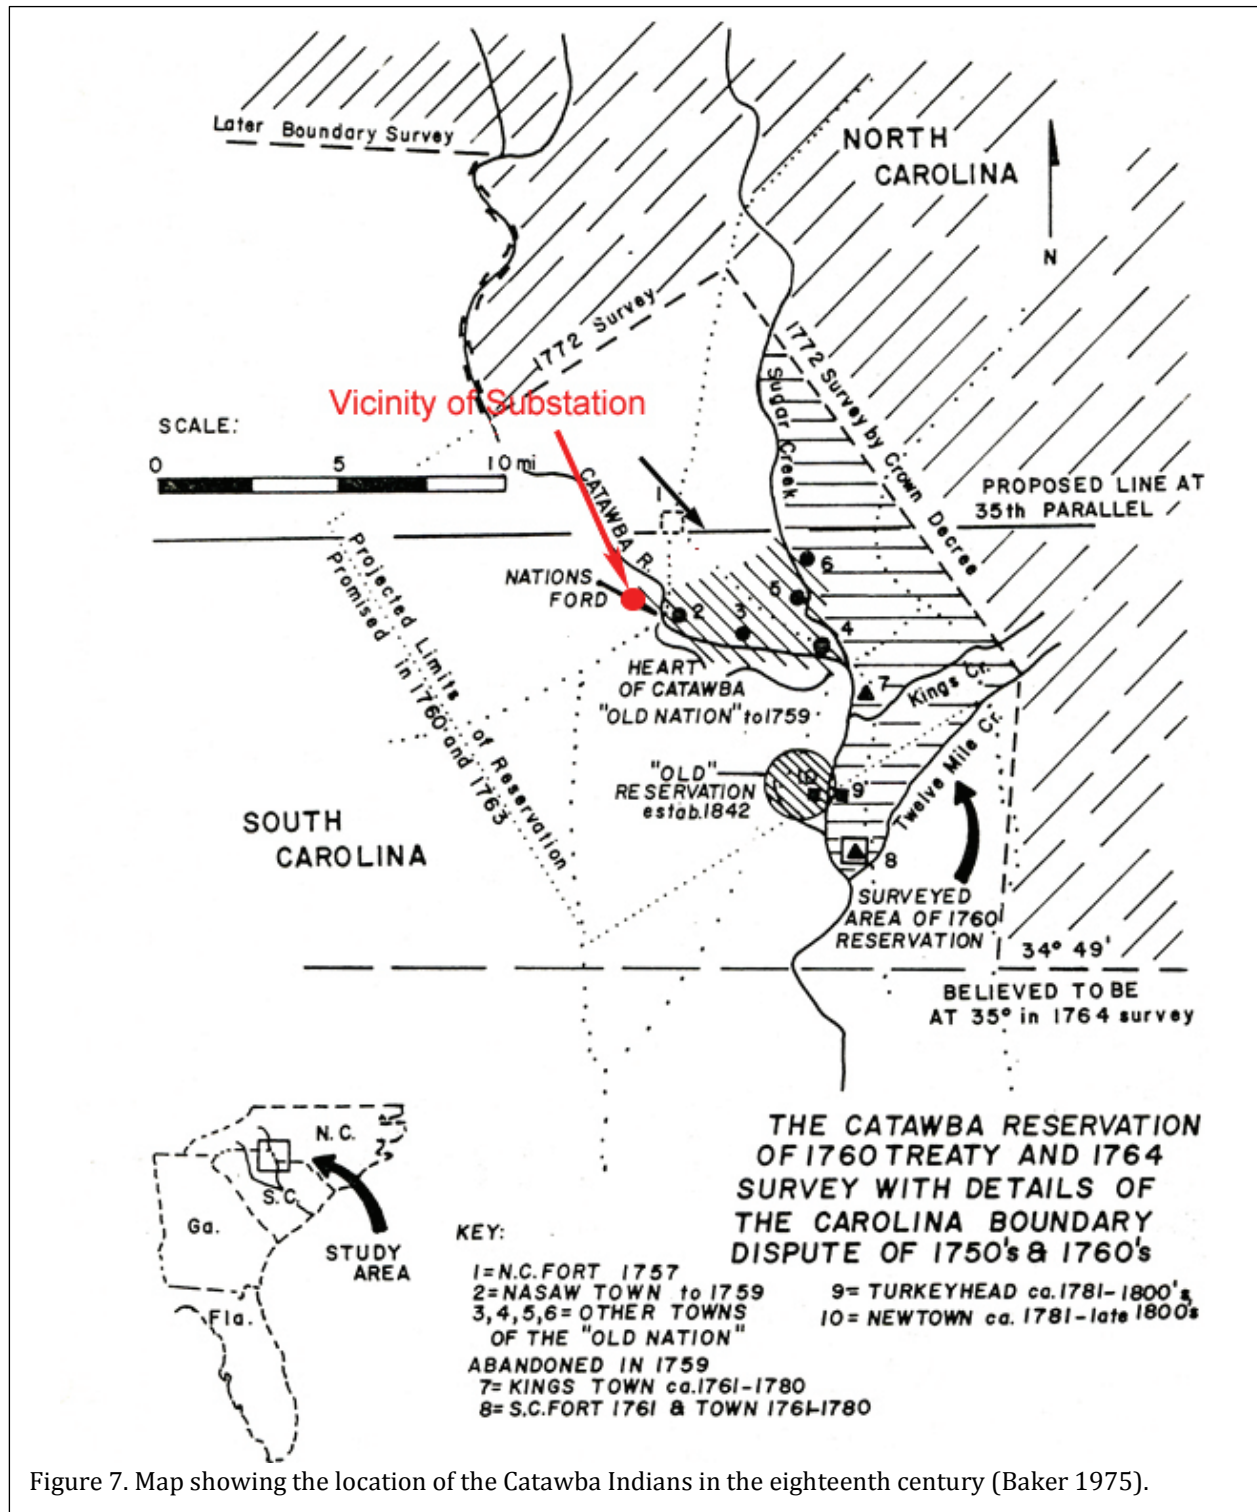 Later Boundary Survey
NORTH
CAROLINA
N
1772 Survey
1772 Survey by Crown Decree
Sugar Creek
Vicinity of Substation
SCALE:
0 5 10 mi
PROPOSED LINE AT
35th PARALLEL
CATAWBA R.
1
NATIONS
FORD
2
3
4
5
6
Projected Limits of Reservation
Promised in 1760 and 1763
HEART
OF CATAWBA
"OLD NATION" to 1759
7
Kings Cr.
Twelve Mile Cr.
"OLD"
RESERVATION
estab. 1842
10
9
8
SOUTH
CAROLINA
SURVEYED
AREA OF 1760
RESERVATION
34° 49'
BELIEVED TO BE
AT 35° in 1764 survey
N.C.
S.C.
Ga.
Fla.
STUDY
AREA
THE CATAWBA RESERVATION
OF 1760 TREATY AND 1764
SURVEY WITH DETAILS OF
THE CAROLINA BOUNDARY
DISPUTE OF 1750's & 1760's
KEY:
1=N.C. FORT 1757
2=NASAW TOWN to 1759
3,4,5,6= OTHER TOWNS
OF THE "OLD NATION"
ABANDONED IN 1759
7= KINGS TOWN ca. 1761-1780
8= S.C. FORT 1761 & TOWN 1761-1780
9= TURKEYHEAD ca. 1781-1800's
10= NEWTOWN ca. 1781-late 1800's
Figure 7. Map showing the location of the Catawba Indians in the eighteenth century (Baker 1975).